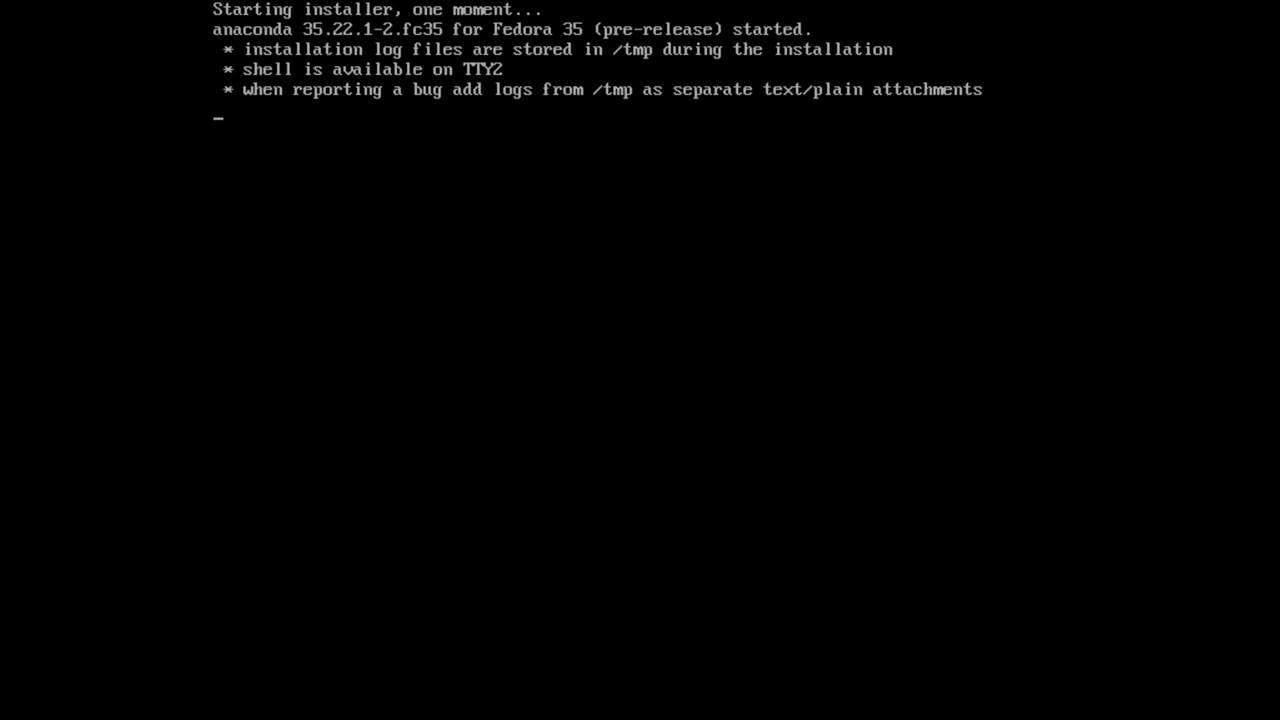 Starting installer, one moment...
anaconda 35.22.1-2.fc35 for Fedora 35 (pre-release) started.
* installation log files are stored in /tmp during the installation
* shell is available on TTY2
* when reporting a bug add logs from /tmp as separate text/plain attachments